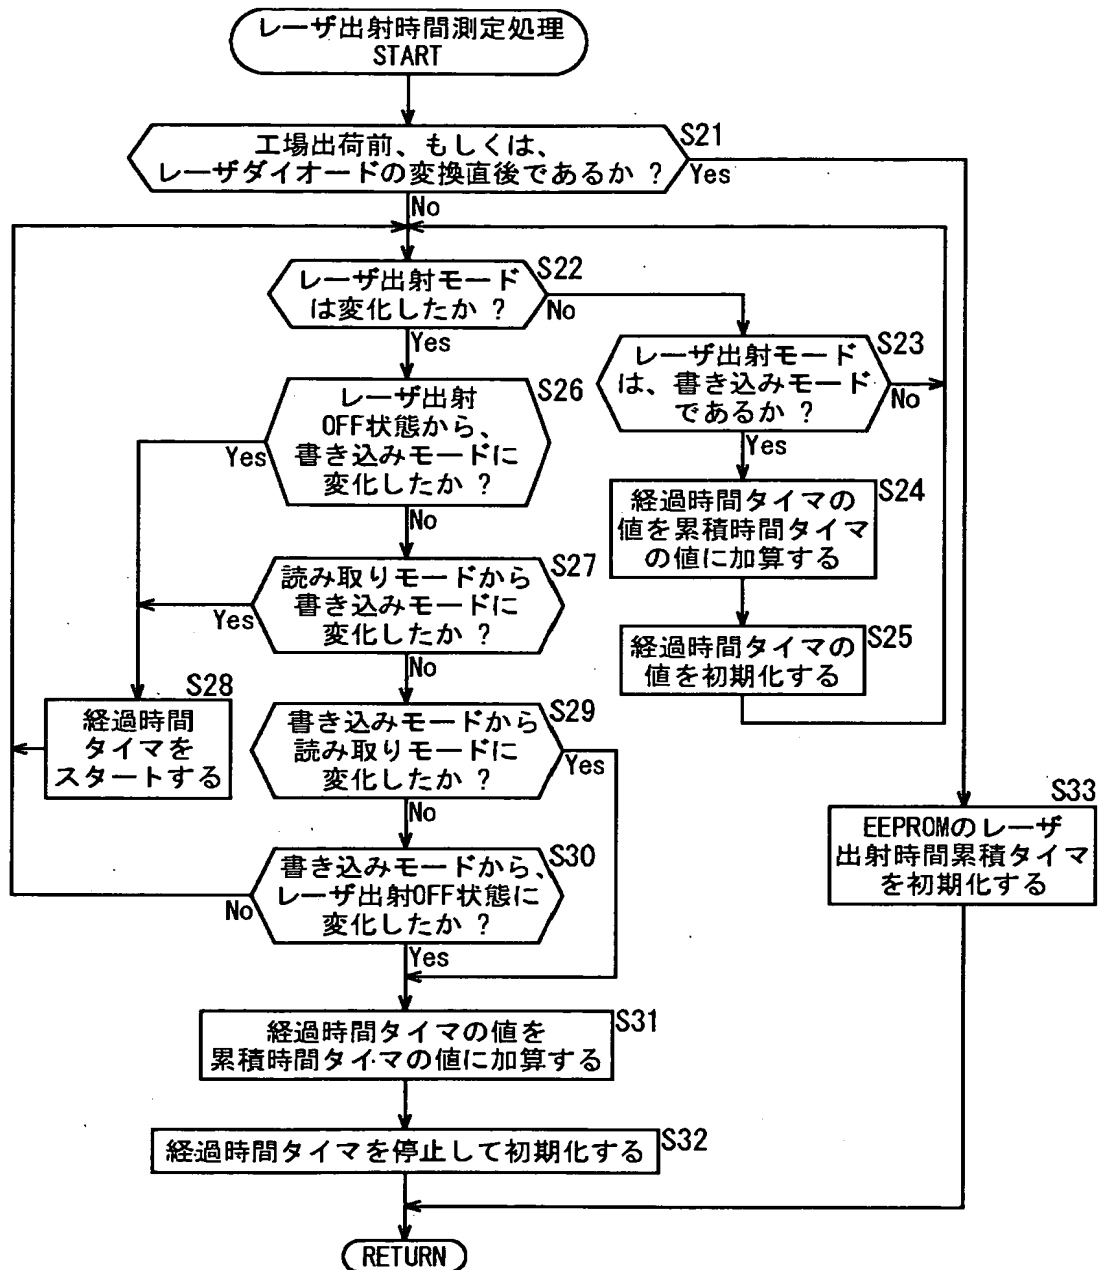 レーザ出射時間測定処理
START
工場出荷前、もしくは、
レーザダイオードの変換直後であるか ?
S21
Yes
No
レーザ出射モード
は変化したか ?
S22
No
Yes
レーザ出射モード
は、書き込みモード
であるか ?
S23
No
Yes
レーザ出射
OFF状態から、
書き込みモードに
変化したか ?
S26
Yes
No
経過時間タイマの
値を累積時間タイマ
の値に加算する
S24
読み取りモードから
書き込みモードに
変化したか ?
S27
Yes
No
経過時間タイマの
値を初期化する
S25
経過時間
タイマを
スタートする
S28
書き込みモードから
読み取りモードに
変化したか ?
S29
Yes
No
EEPROMのレーザ
出射時間累積タイマ
を初期化する
S33
書き込みモードから、
レーザ出射OFF状態に
変化したか ?
S30
No
Yes
経過時間タイマの値を
累積時間タイマの値に加算する
S31
経過時間タイマを停止して初期化する
S32
RETURN